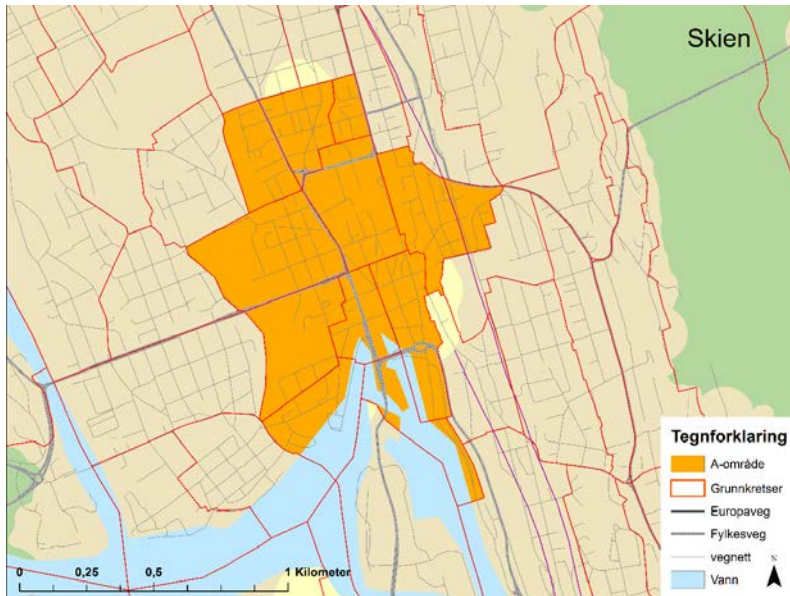 Skien
Tegnforklaring
A-område
Grunnkretser
Europaveg
Fylkesveg
vegnett
Vann
N
0 0,25 0,5 1 Kilometer